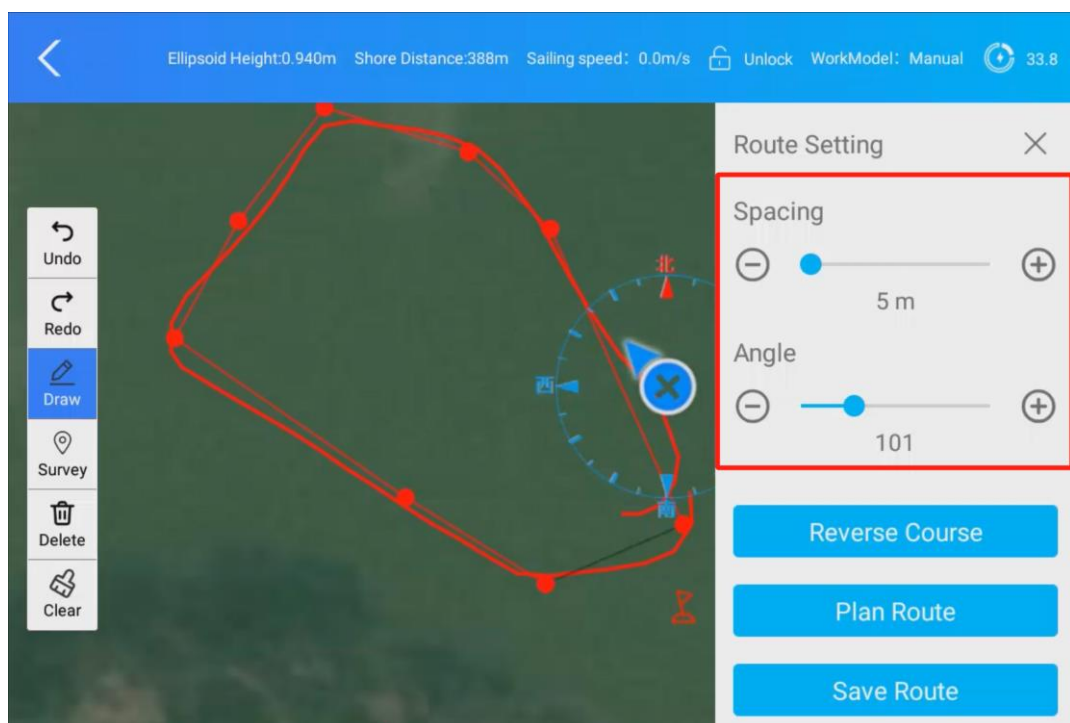 Ellipsoid Height:0.940m Shore Distance:388m Sailing speed: 0.0m/s Unlock WorkModel: Manual 33.8
Route Setting
Spacing
5 m
Angle
101
Reverse Course
Plan Route
Save Route
Undo
Redo
Draw
Survey
Delete
Clear
北
西
南